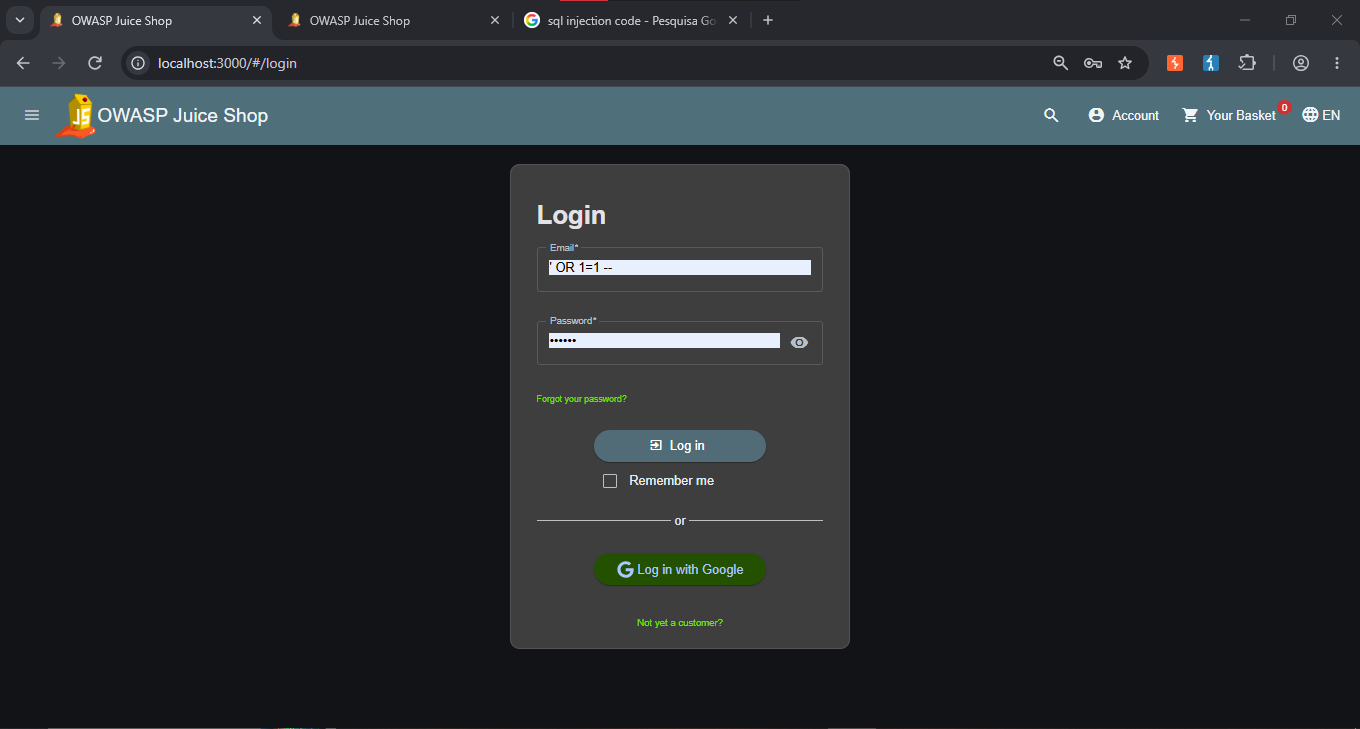 OWASP Juice Shop
OWASP Juice Shop
sql injection code - Pesquisa Go
localhost:3000/#/login
JS OWASP Juice Shop
Account
Your Basket
0
EN
Login
Email*
' OR 1=1 --
Password*
••••••
Forgot your password?
Log in
Remember me
or
G Log in with Google
Not yet a customer?